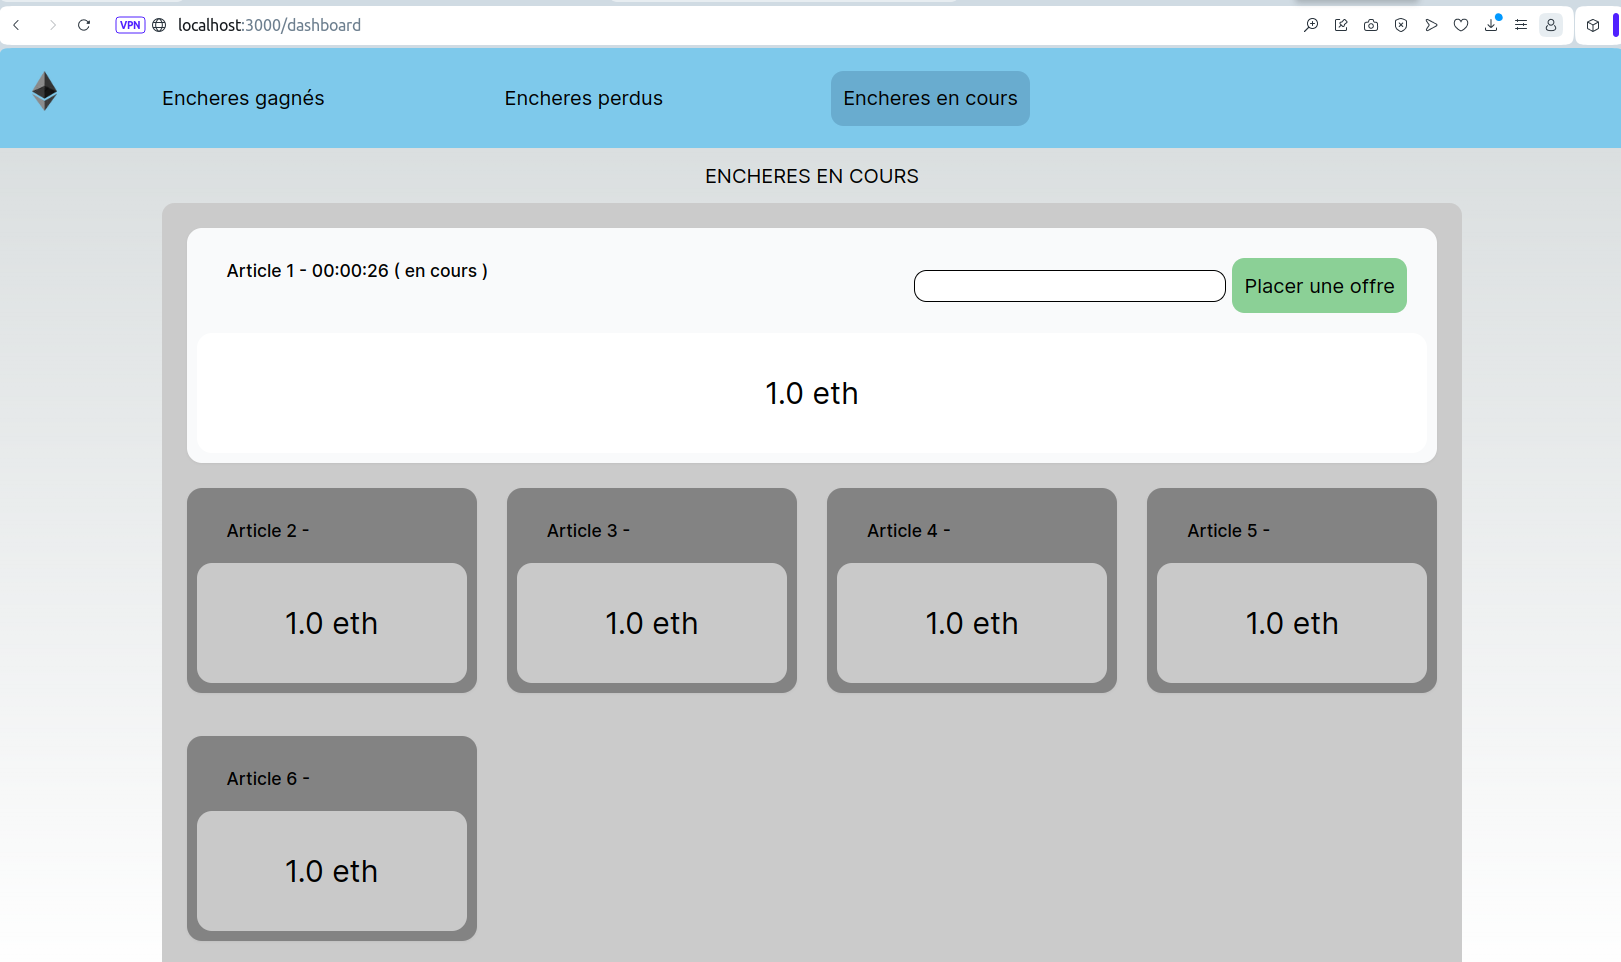 VPN localhost:3000/dashboard
Encheres gagnés Encheres perdus Encheres en cours
ENCHERES EN COURS
Article 1 - 00:00:26 ( en cours )
Placer une offre
1.0 eth
Article 2 - Article 3 - Article 4 - Article 5 -
1.0 eth 1.0 eth 1.0 eth 1.0 eth
Article 6 -
1.0 eth